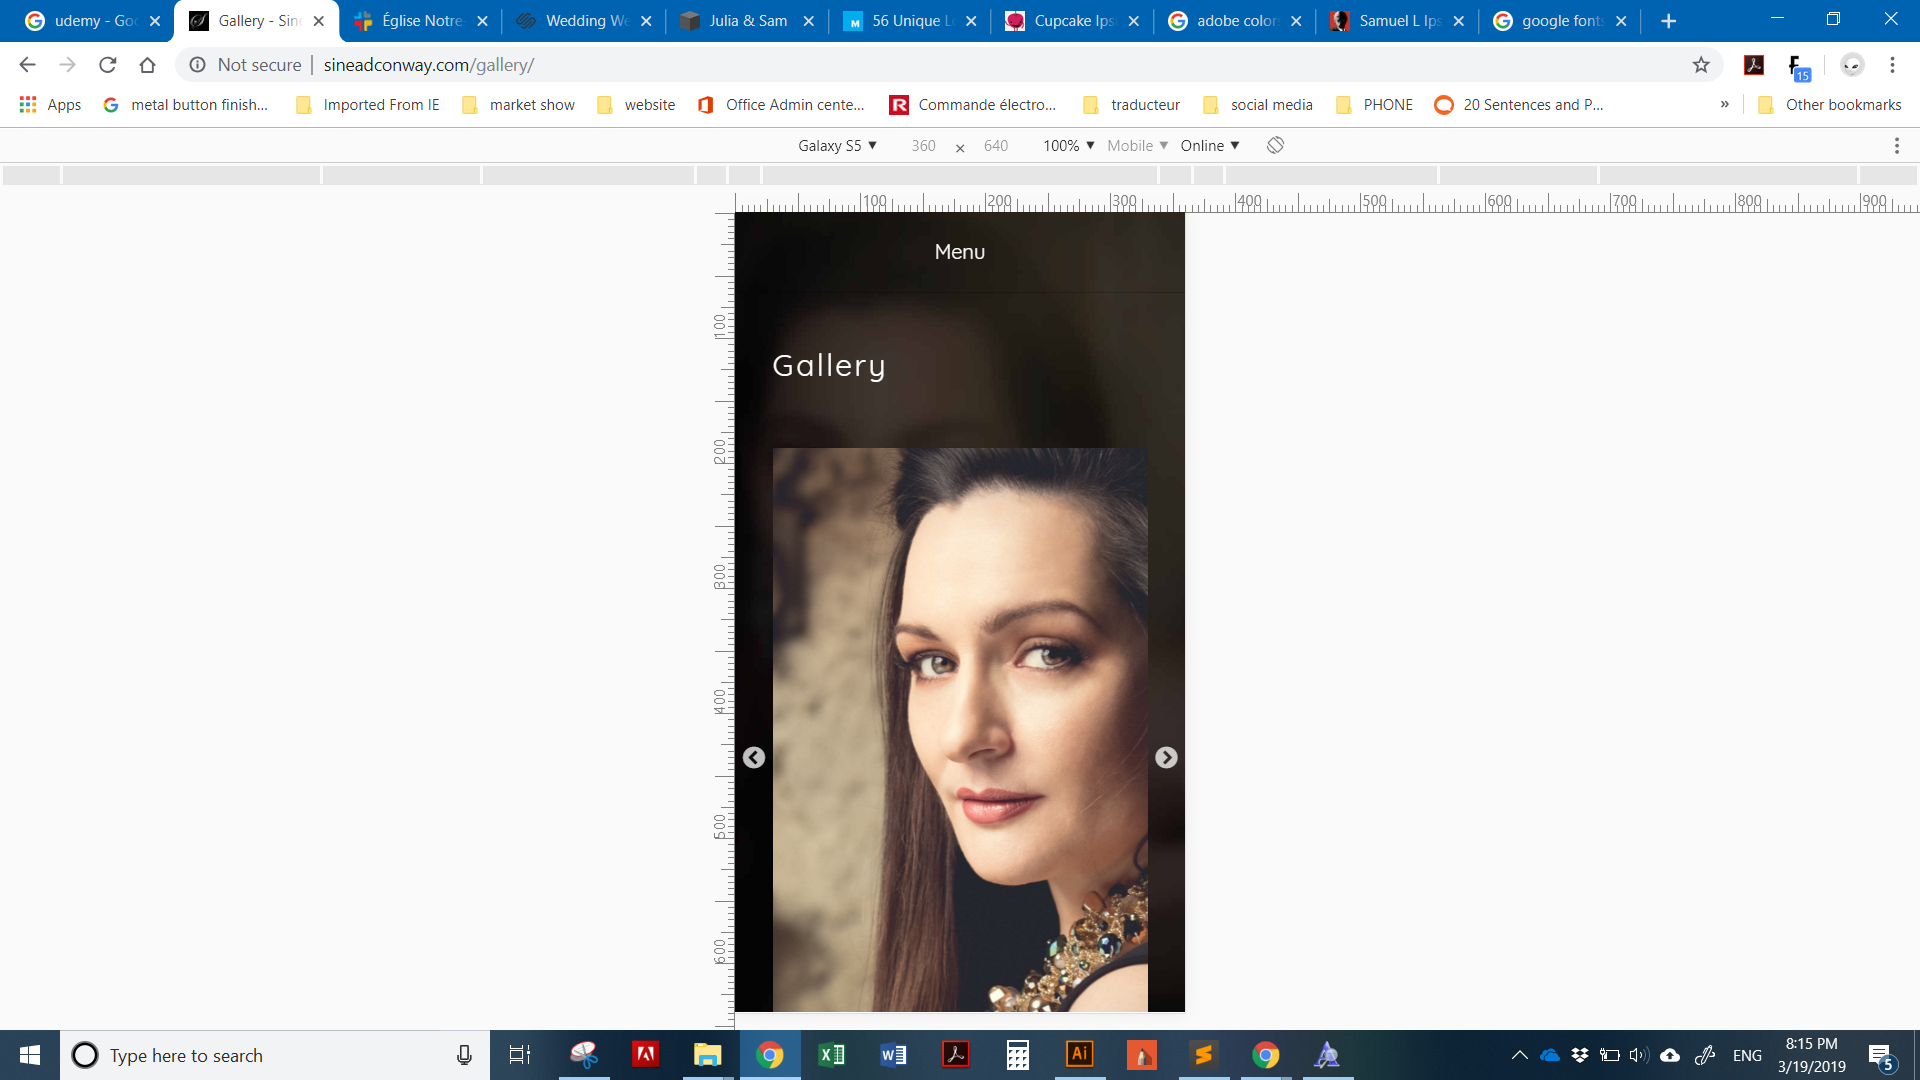 udemy - Goo
Gallery - Sine
Église Notre-
Wedding We
Julia & Sam
56 Unique Le
Cupcake Ips
adobe color
Samuel L Ips
google fonts
Not secure | sineadconway.com/gallery/
15
Apps
metal button finish...
Imported From IE
market show
website
Office Admin cente...
Commande électro...
traducteur
social media
PHONE
20 Sentences and P...
»
Other bookmarks
Galaxy S5 ▼ 360 × 640 100% ▼ Mobile ▼ Online ▼
100 200 300 400 500 600 700 800 900
Menu
100
Gallery
200
300
400
500
600
Type here to search
ENG
8:15 PM
3/19/2019
5